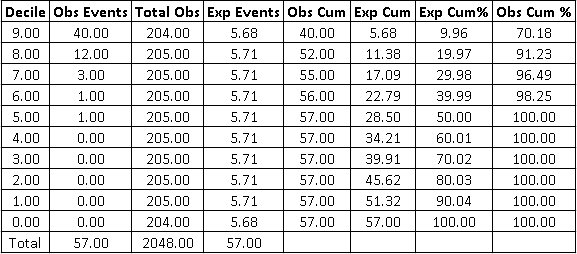 Decile Obs Events Total Obs Exp Events Obs Cum Exp Cum Exp Cum% Obs Cum %
9.00 40.00 204.00 5.68 40.00 5.68 9.96 70.18
8.00 12.00 205.00 5.71 52.00 11.38 19.97 91.23
7.00 3.00 205.00 5.71 55.00 17.09 29.98 96.49
6.00 1.00 205.00 5.71 56.00 22.79 39.99 98.25
5.00 1.00 205.00 5.71 57.00 28.50 50.00 100.00
4.00 0.00 205.00 5.71 57.00 34.21 60.01 100.00
3.00 0.00 205.00 5.71 57.00 39.91 70.02 100.00
2.00 0.00 205.00 5.71 57.00 45.62 80.03 100.00
1.00 0.00 205.00 5.71 57.00 51.32 90.04 100.00
0.00 0.00 204.00 5.68 57.00 57.00 100.00 100.00
Total 57.00 2048.00 57.00